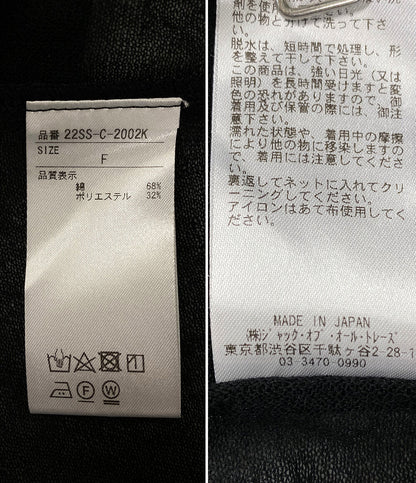 品番 22SS-C-2002K
SIZE
F
品質表示
綿 68%
ポリエステル 32%
F
W
剤を使用して下さい。
他の物と分けて洗って下さ
い。
脱水は、短時間で処理し、形
を整えて干して下さい。
この商品は、強い日光（又は
照明）を長時間受けますと変
色の恐れがありますので、御
着用及び保管の際には、御注
意下さい。
濡れた状態や、着用中の摩擦
により他の物に移染しますの
で、着用には注意してくださ
い。
裏返してネットに入れてクリ
ーニングしてください。
アイロンはあて布使用してく
ださい。
MADE IN JAPAN
㈱ジャック・オブ・オール・トレーズ
東京都渋谷区千駄ヶ谷2-28-1
03-3470-0990